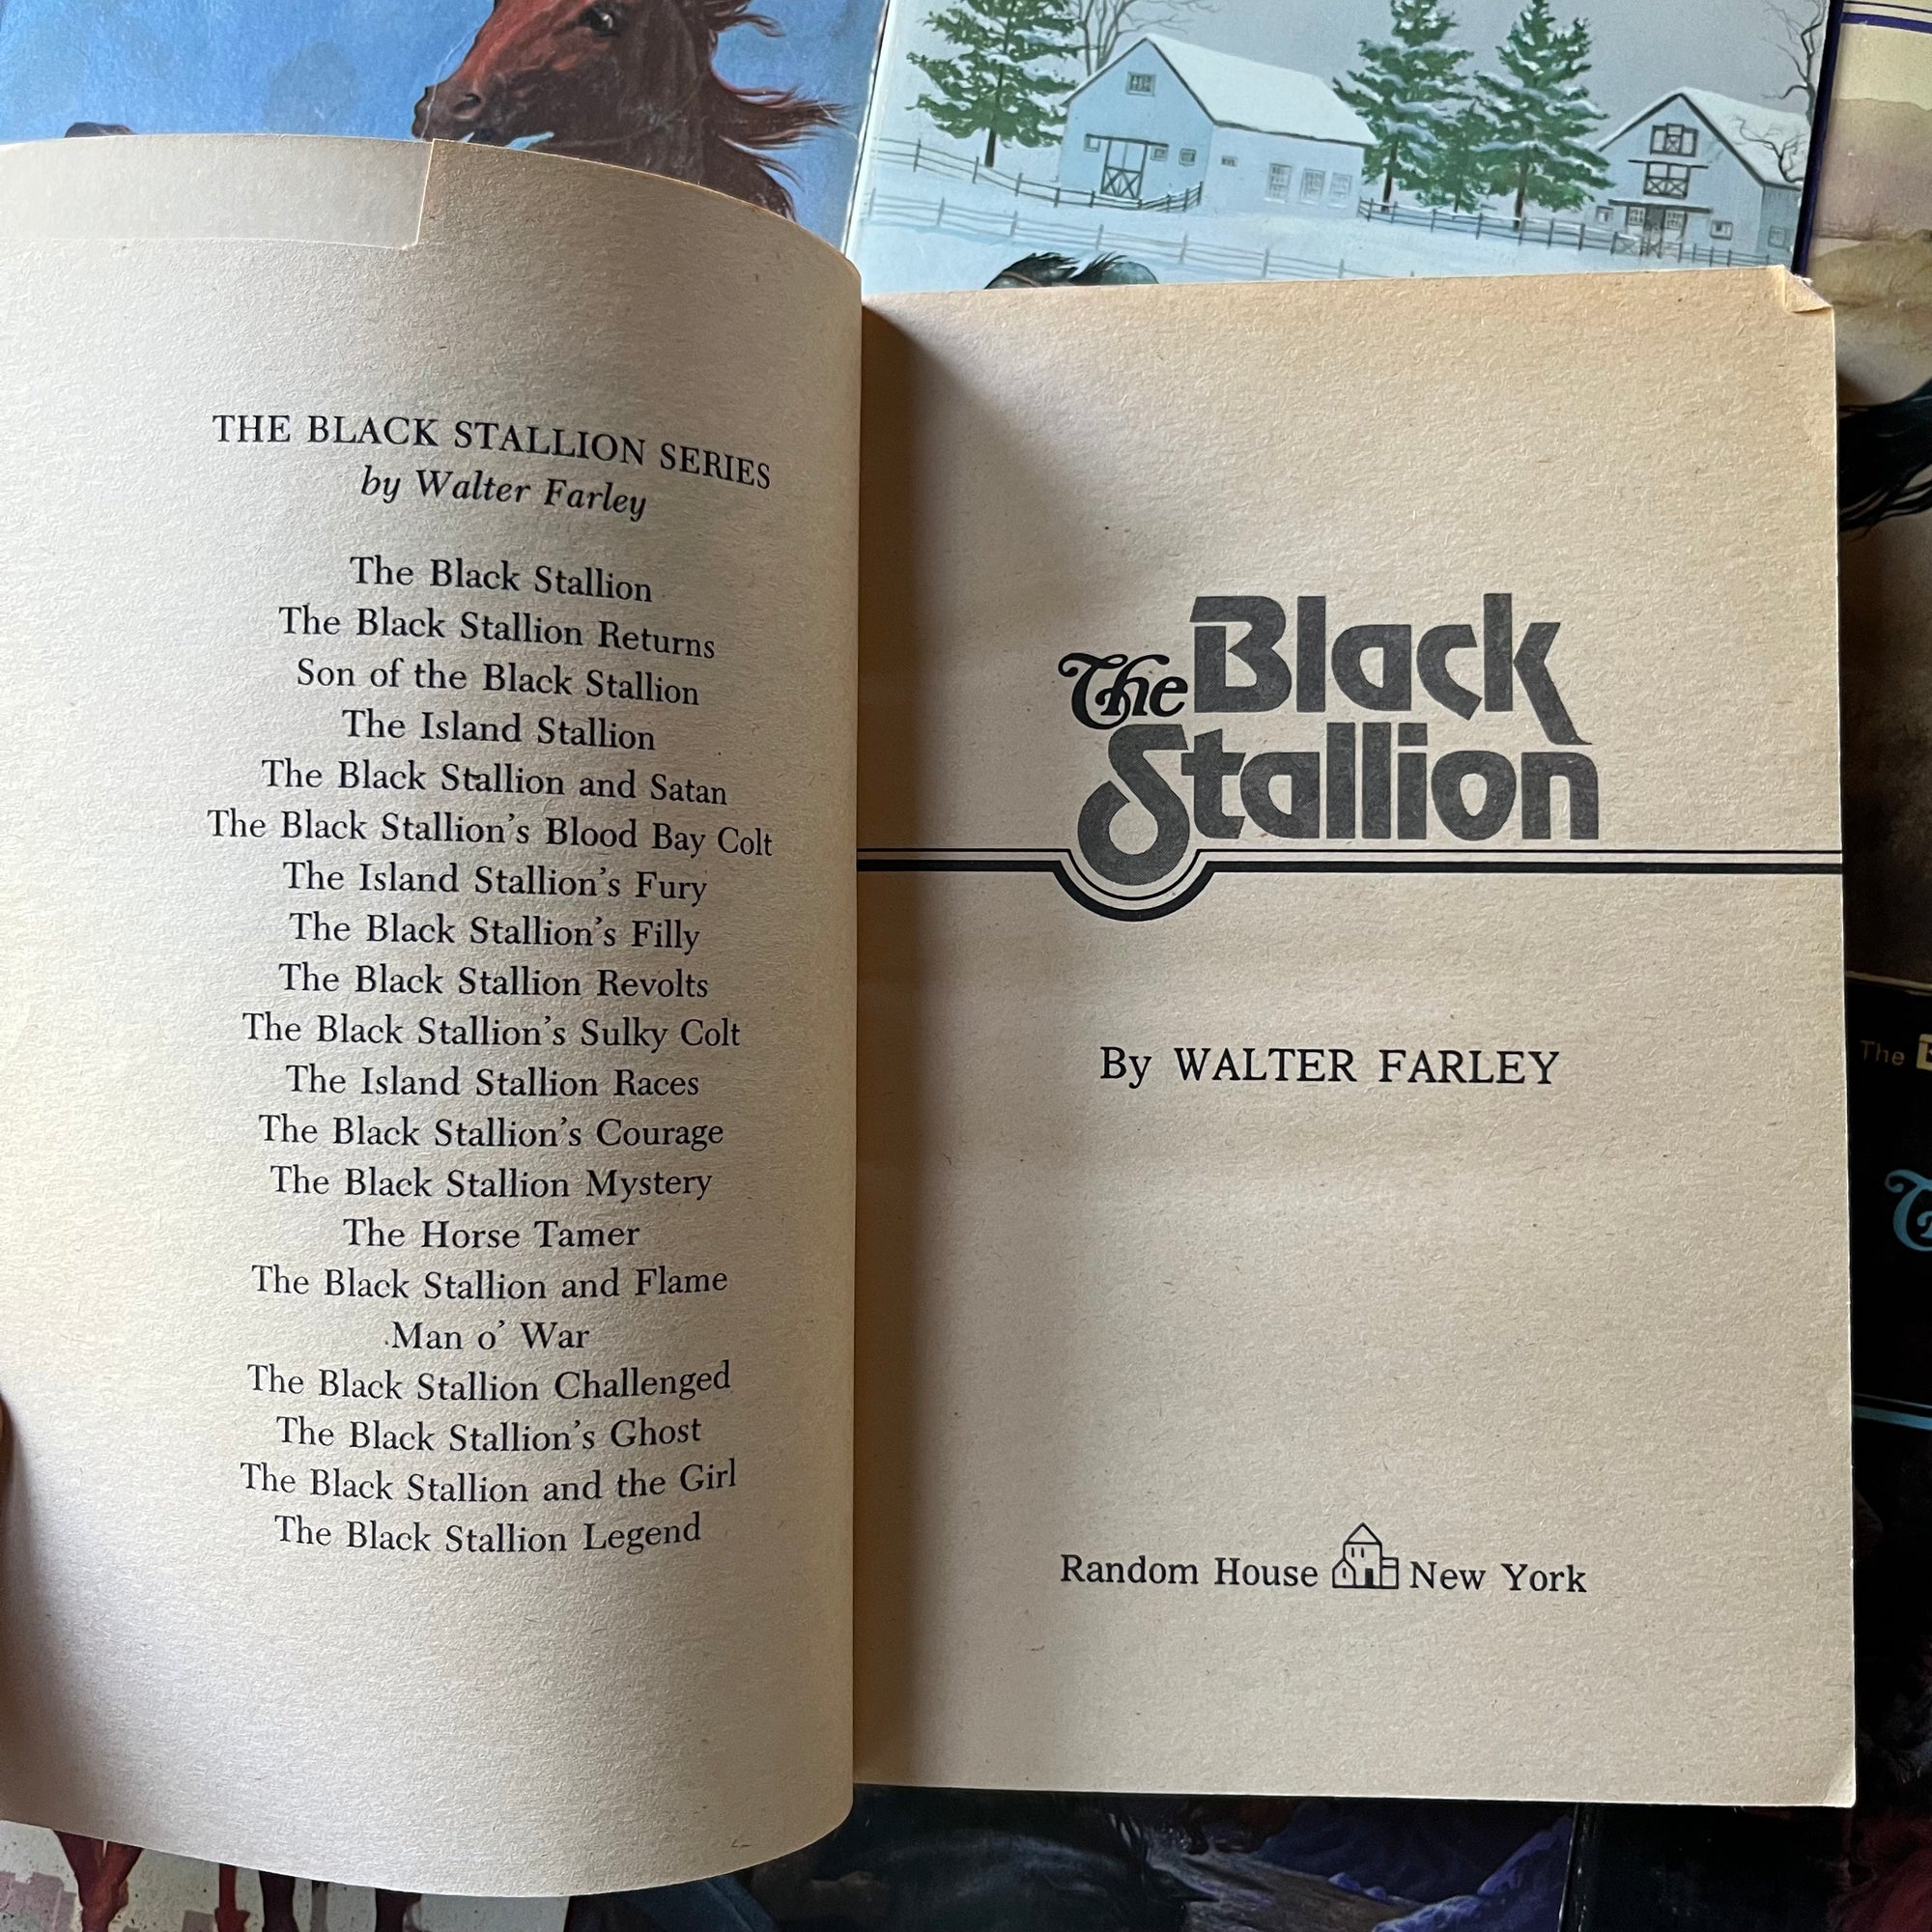 THE BLACK STALLION SERIES
by Walter Farley
The Black Stallion
The Black Stallion Returns
Son of the Black Stallion
The Island Stallion
The Black Stallion and Satan
The Black Stallion's Blood Bay Colt
The Island Stallion's Fury
The Black Stallion's Filly
The Black Stallion Revolts
The Black Stallion's Sulky Colt
The Island Stallion Races
The Black Stallion's Courage
The Black Stallion Mystery
The Horse Tamer
The Black Stallion and Flame
Man o' War
The Black Stallion Challenged
The Black Stallion's Ghost
The Black Stallion and the Girl
The Black Stallion Legend
The Black
Stallion
By WALTER FARLEY
Random House New York
The